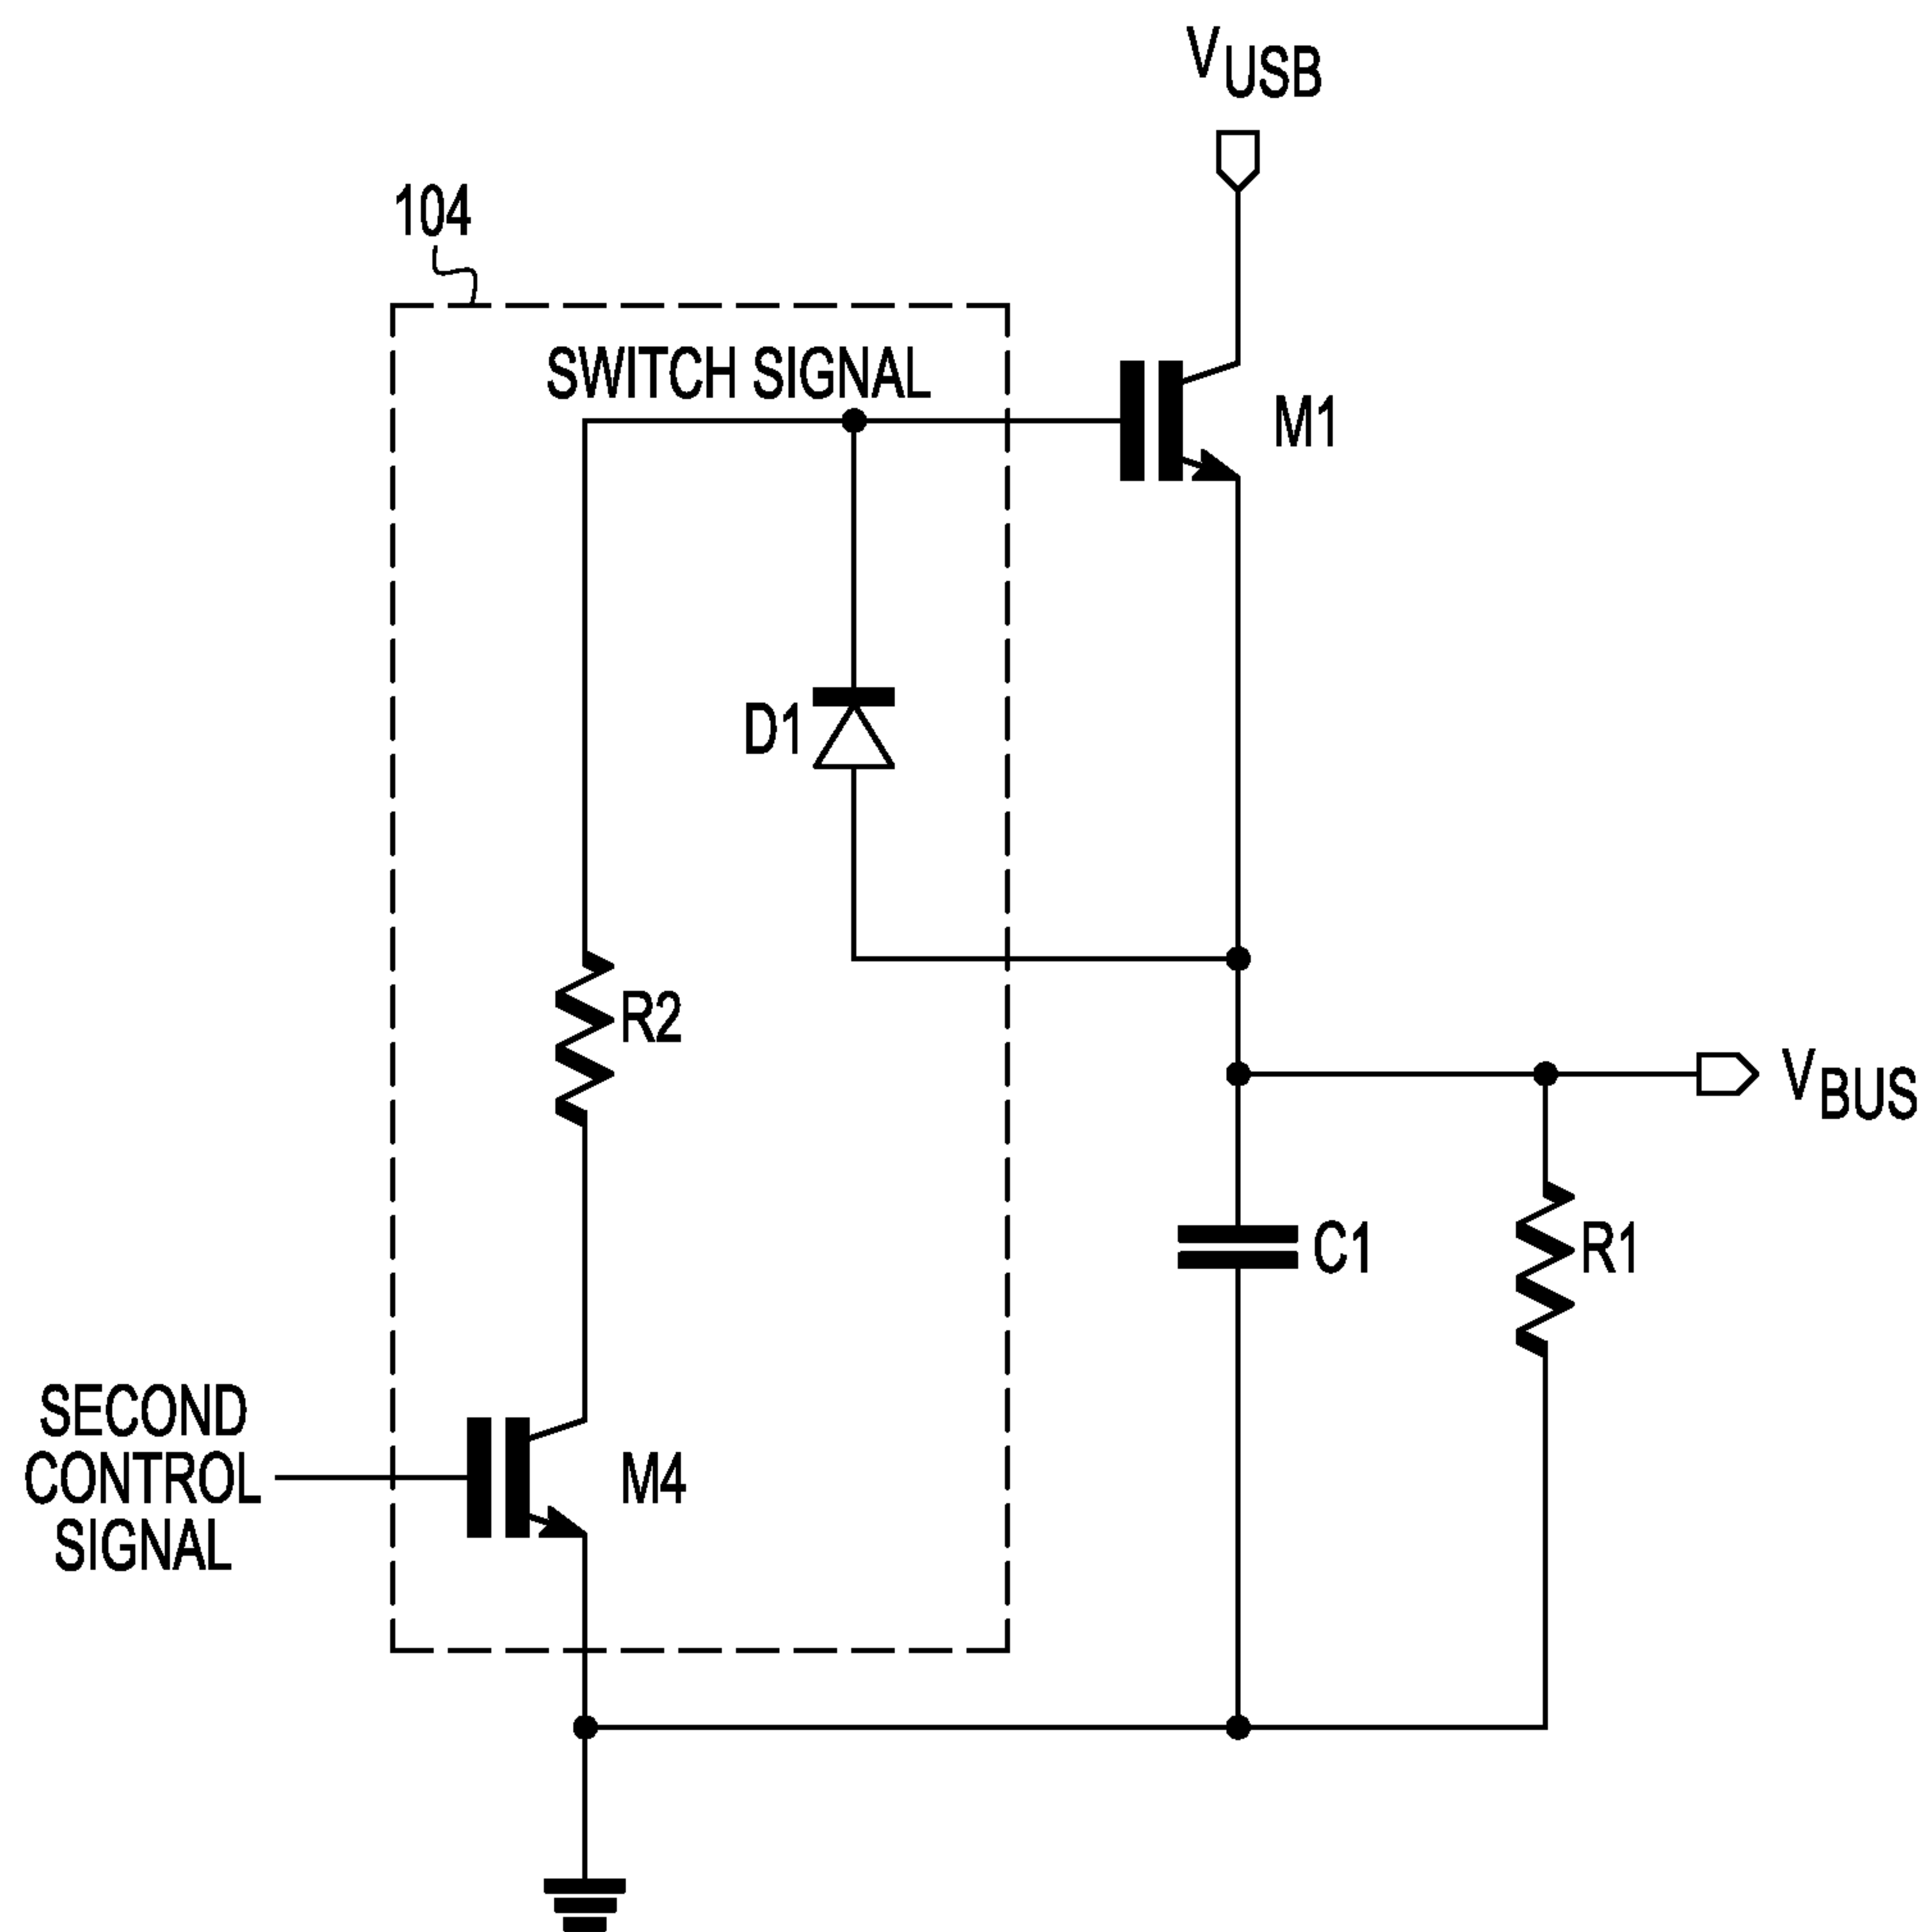 VUSB
104
SWITCH SIGNAL
M1
D1
R2
VBUS
C1
R1
SECOND
CONTROL
SIGNAL
M4